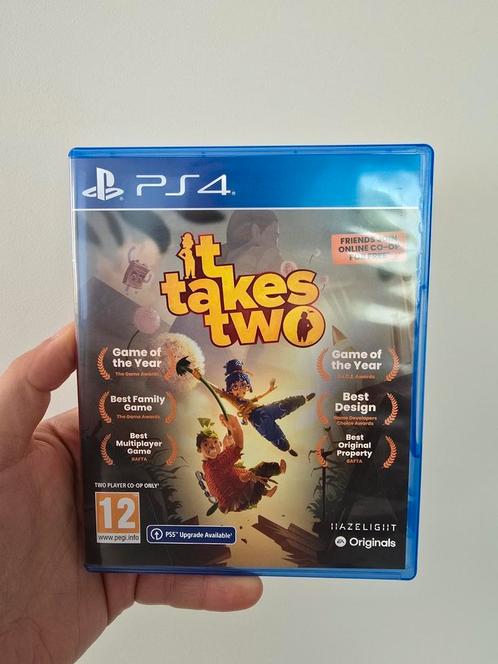 PS4
FRIENDS JOIN
ONLINE CO-OP
FOR FREE
it
takes
two
Game of
the Year
The Game Awards
Game of
the Year
D.I.C.E. Awards
Best Family
Game
The Game Awards
Best
Design
Game Developers
Choice Awards
Best
Multiplayer
Game
BAFTA
Best
Original
Property
BAFTA
TWO PLAYER CO-OP ONLY
12
www.pegi.info
PS5™ Upgrade Available
HAZELIGHT
EA Originals